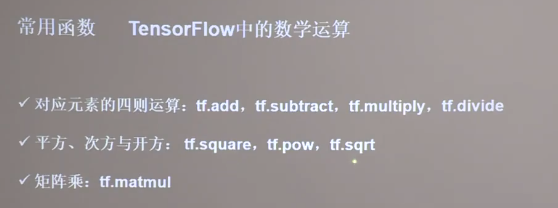 常用函数 TensorFlow中的数学运算
✓ 对应元素的四则运算：tf.add，tf.subtract，tf.multiply，tf.divide
✓ 平方、次方与开方： tf.square，tf.pow，tf.sqrt
✓ 矩阵乘：tf.matmul